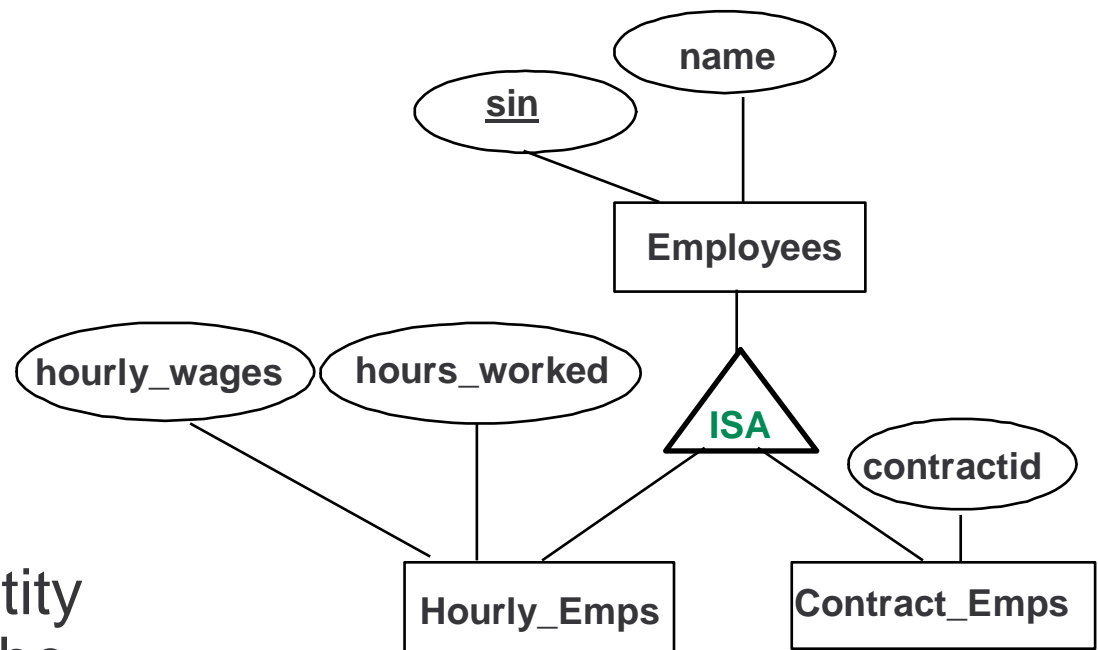 name
sin
Employees
hourly_wages
hours_worked
ISA
contractid
tity
Hourly_Emps
Contract_Emps